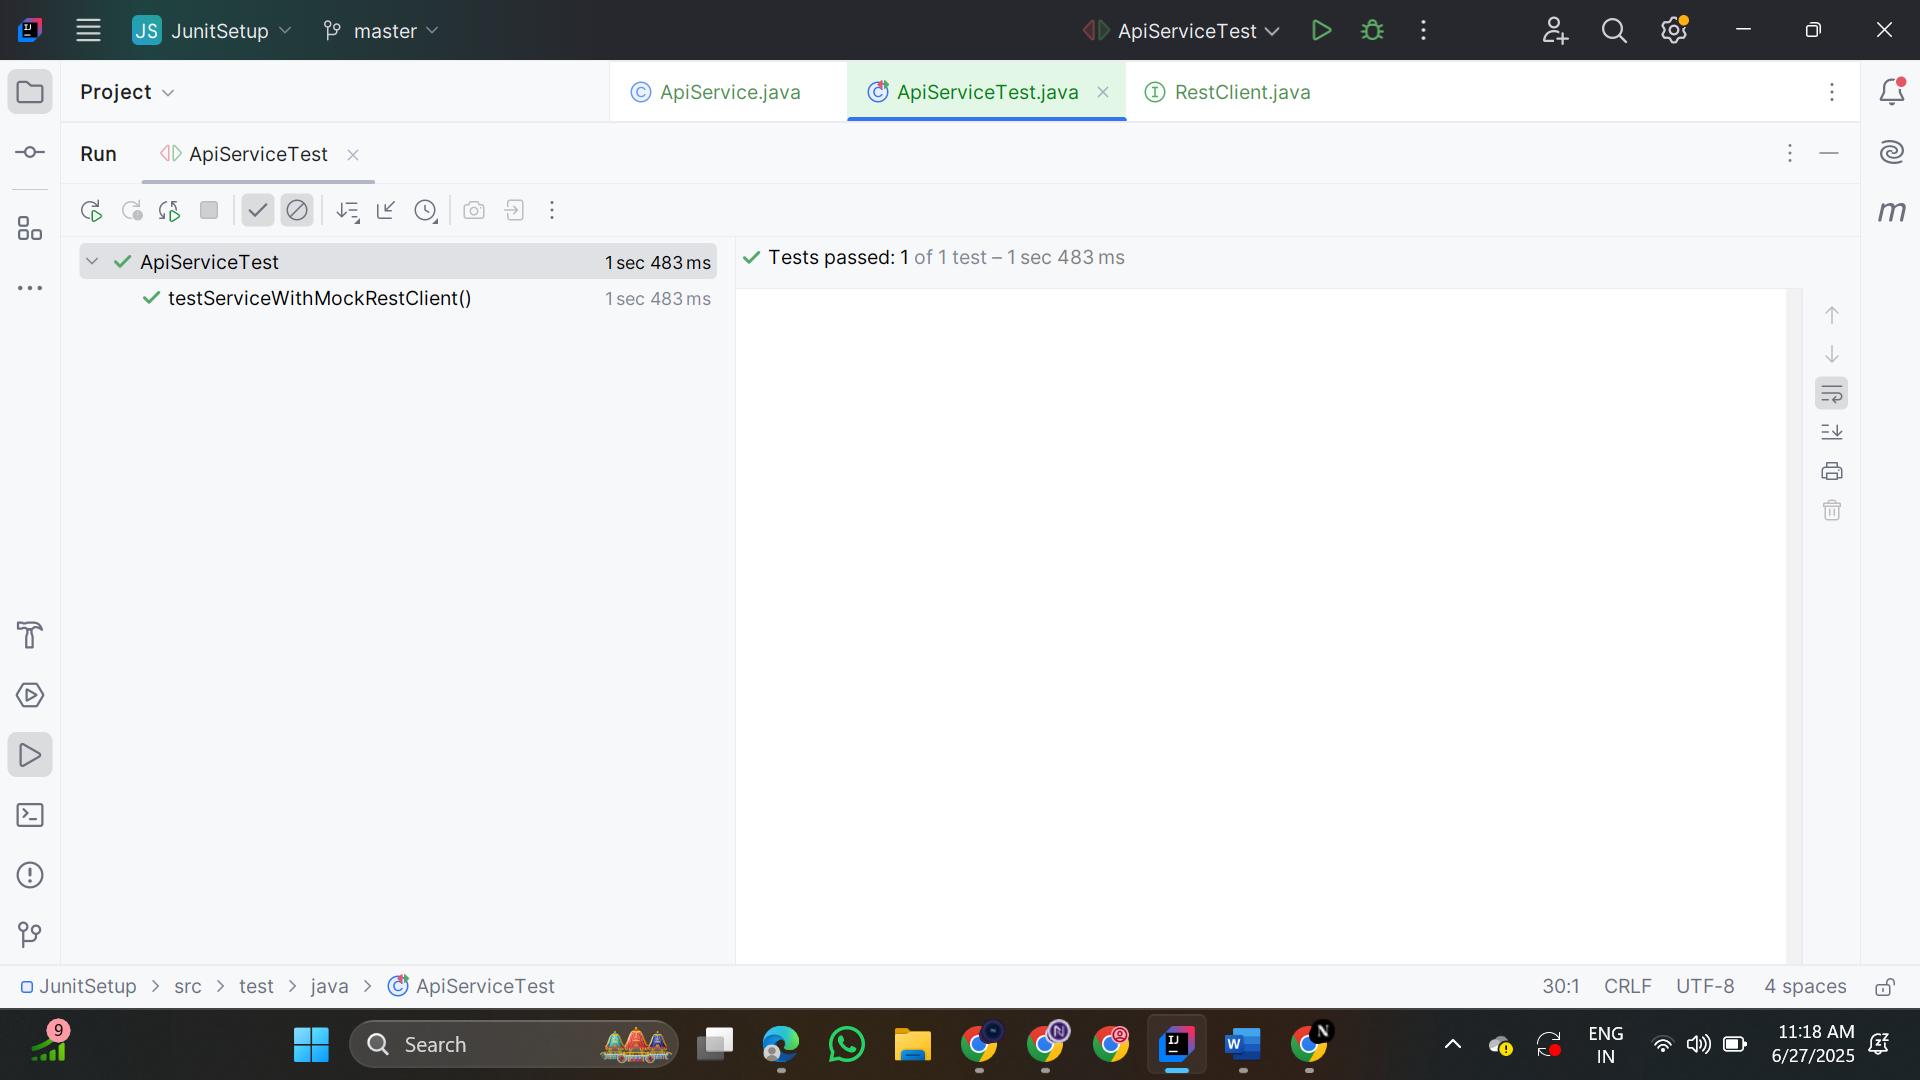 JS JunitSetup master ApiServiceTest
Project ApiService.java ApiServiceTest.java RestClient.java
Run ApiServiceTest
m
ApiServiceTest 1 sec 483 ms
Tests passed: 1 of 1 test – 1 sec 483 ms
testServiceWithMockRestClient() 1 sec 483 ms
JunitSetup > src > test > java > ApiServiceTest 30:1 CRLF UTF-8 4 spaces
9
Search
ENG
IN
11:18 AM
6/27/2025